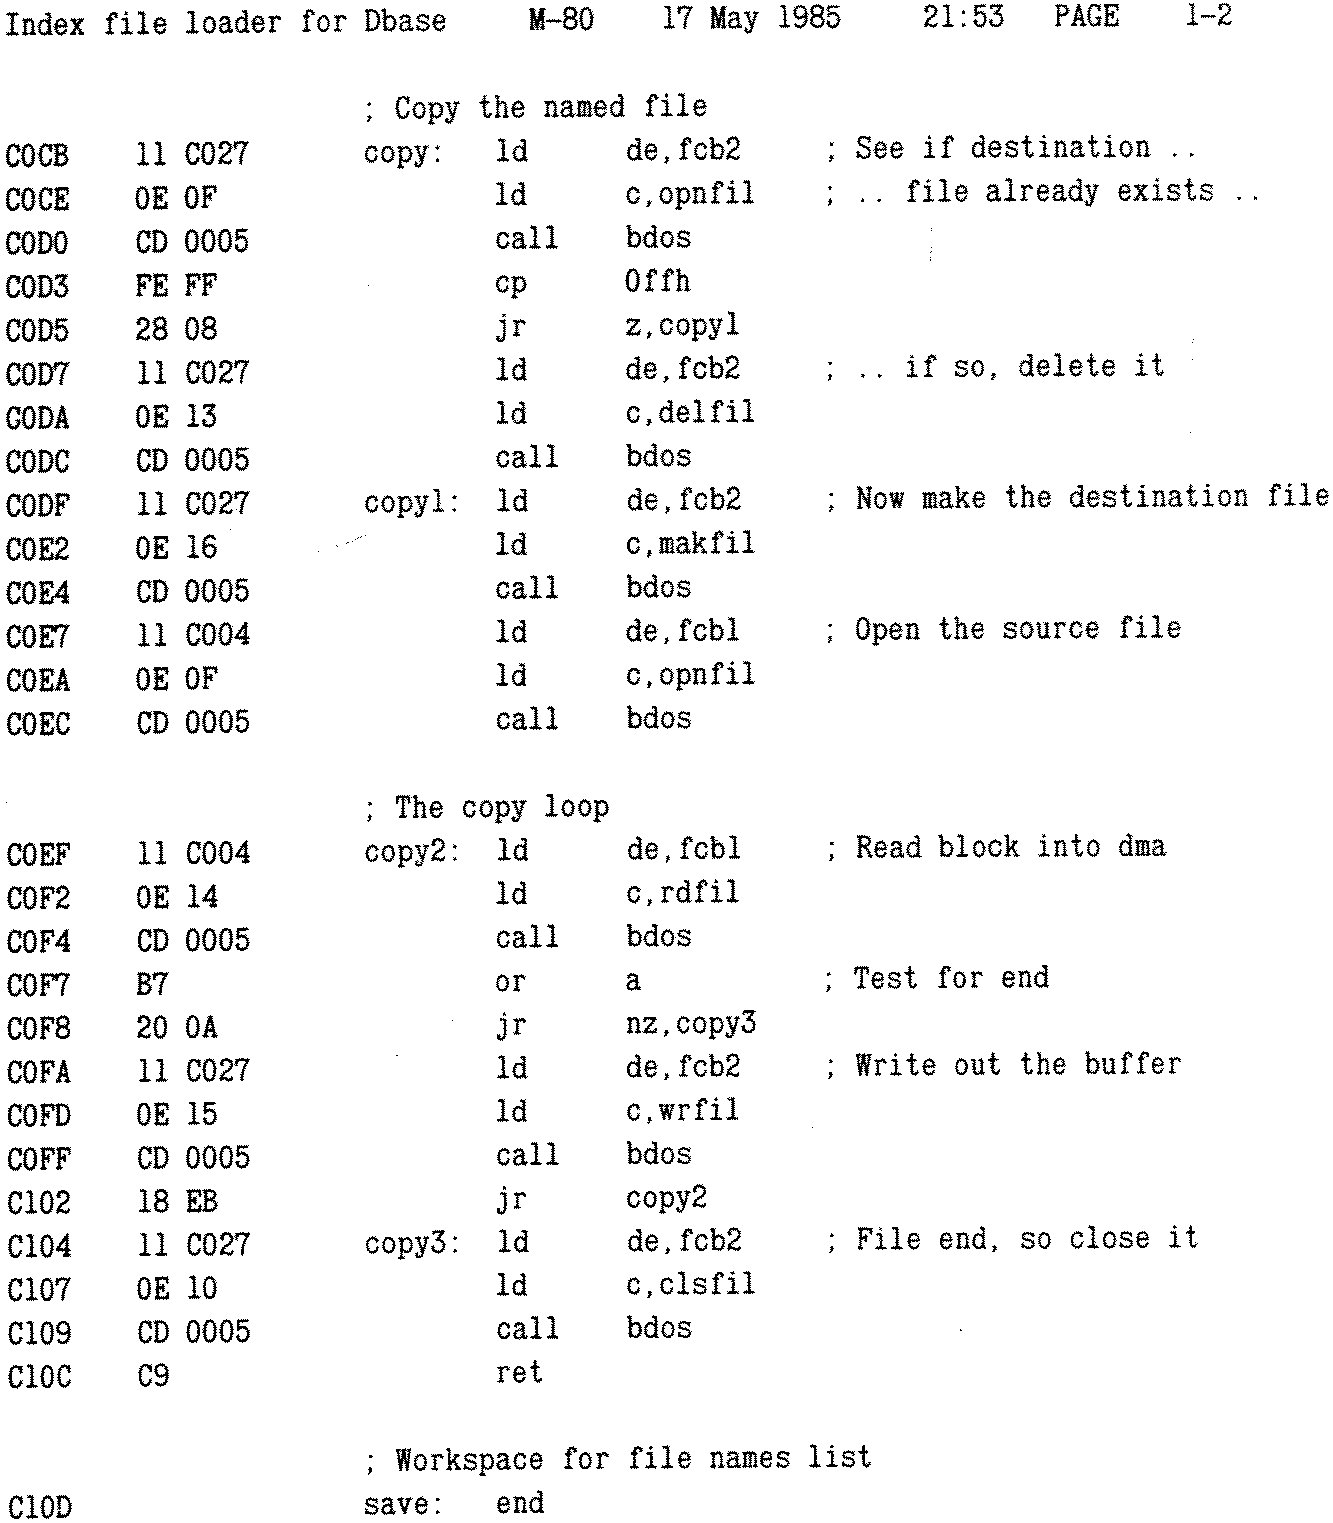 Index file loader for Dbase M-80 17 May 1985 21:53 PAGE 1-2
; Copy the named file
C0CB 11 C027 copy: ld de,fcb2 ; See if destination ..
C0CE 0E 0F ld c,opnfil ; .. file already exists ..
C0D0 CD 0005 call bdos
C0D3 FE FF cp 0ffh
C0D5 28 08 jr z,copy1
C0D7 11 C027 ld de,fcb2 ; .. if so, delete it
C0DA 0E 13 ld c,delfil
C0DC CD 0005 call bdos
C0DF 11 C027 copy1: ld de,fcb2 ; Now make the destination file
C0E2 0E 16 ld c,makfil
C0E4 CD 0005 call bdos
C0E7 11 C004 ld de,fcb1 ; Open the source file
C0EA 0E 0F ld c,opnfil
C0EC CD 0005 call bdos
; The copy loop
C0EF 11 C004 copy2: ld de,fcb1 ; Read block into dma
C0F2 0E 14 ld c,rdfil
C0F4 CD 0005 call bdos
C0F7 B7 or a ; Test for end
C0F8 20 0A jr nz,copy3
C0FA 11 C027 ld de,fcb2 ; Write out the buffer
C0FD 0E 15 ld c,wrfil
C0FF CD 0005 call bdos
C102 18 EB jr copy2
C104 11 C027 copy3: ld de,fcb2 ; File end, so close it
C107 0E 10 ld c,clsfil
C109 CD 0005 call bdos
C10C C9 ret
; Workspace for file names list
C10D save: end